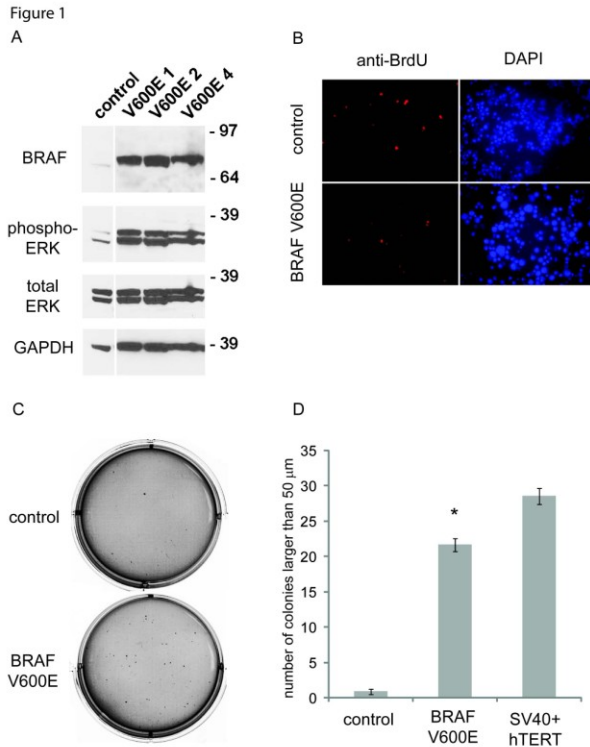 Figure 1
A
control
V600E 1
V600E 2
V600E 4
BRAF
- 97
- 64
phospho-
ERK
- 39
total
ERK
- 39
GAPDH
- 39
B
anti-BrdU
DAPI
control
BRAF V600E
C
control
BRAF
V600E
D
number of colonies larger than 50 µm
35
30
25
20
15
10
5
0
*
control
BRAF
V600E
SV40+
hTERT